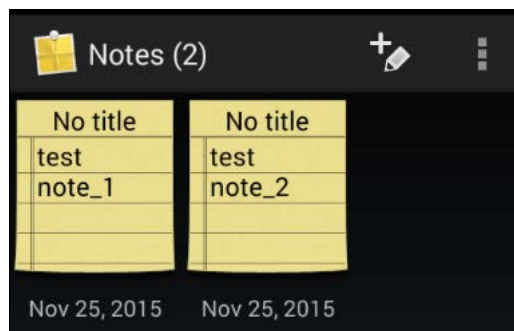 Notes (2)
No title
test
note_1
No title
test
note_2
Nov 25, 2015
Nov 25, 2015